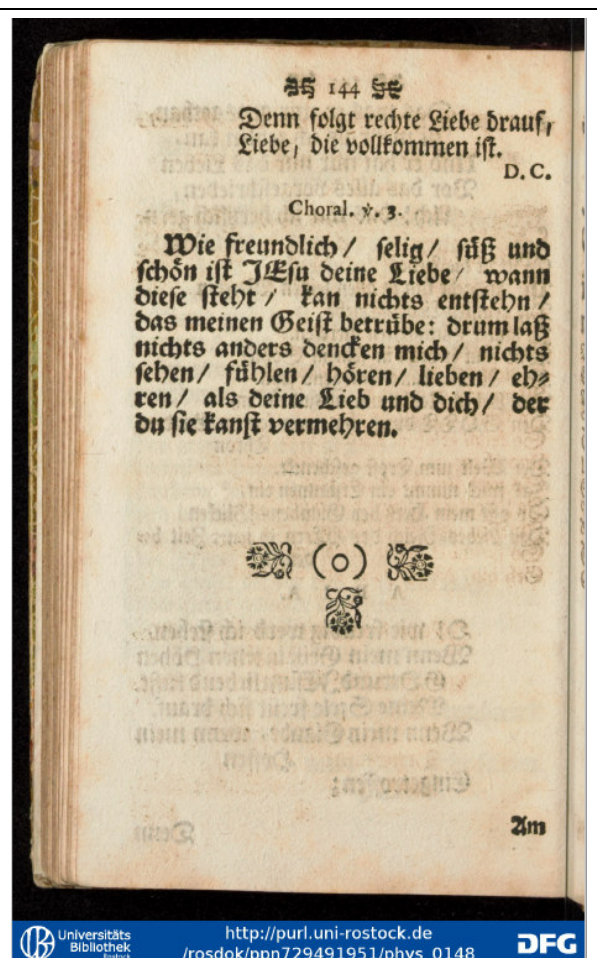 144
Denn folgt rechte Liebe drauf,
Liebe, die vollkommen ist.
D. C.
Choral. ℣. 3.
Wie freundlich / selig / süß und
schön ist JEsu deine Liebe / wann
diese steht / kan nichts entstehn /
das meinen Geist betrübe: drum laß
nichts anders dencken mich / nichts
sehen / fühlen / hören / lieben / eh=
ren / als deine Lieb und dich / der
du sie kanst vermehren.
(o)
Am
Universitäts
Bibliothek
Rostock
http://purl.uni-rostock.de
/rosdok/ppn729491951/phys_0148
DFG